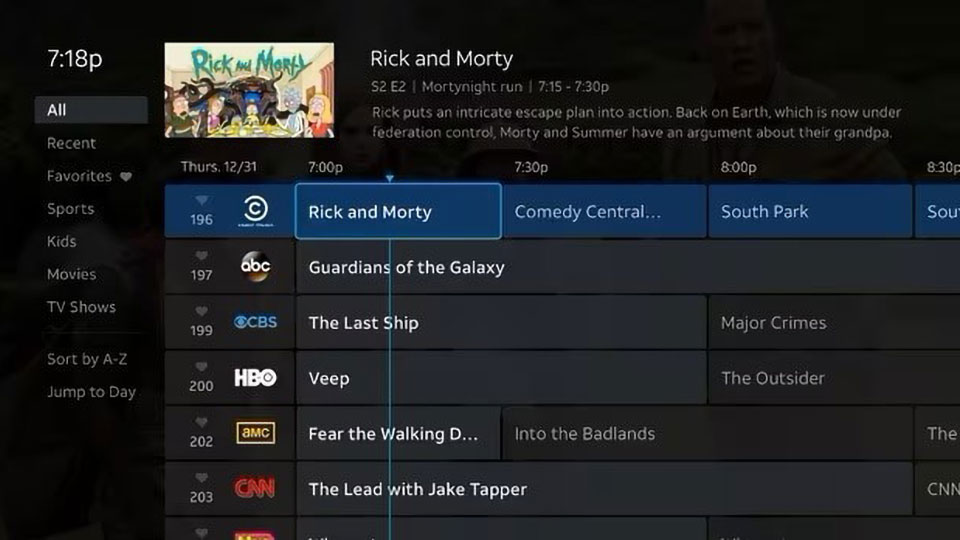 7:18p
All
Recent
Favorites
Sports
Kids
Movies
TV Shows
Sort by A-Z
Jump to Day
Rick and Morty
Rick and Morty
S2 E2 | Mortynight run | 7:15 - 7:30p
Rick puts an intricate escape plan into action. Back on Earth, which is now under
federation control, Morty and Summer have an argument about their grandpa.
Thurs. 12/31 7:00p 7:30p 8:00p 8:30p
196 Rick and Morty Comedy Central... South Park Sou
197 abc Guardians of the Galaxy
199 CBS The Last Ship Major Crimes
200 HBO Veep The Outsider
202 amc Fear the Walking D... Into the Badlands The
203 CNN The Lead with Jake Tapper CNN